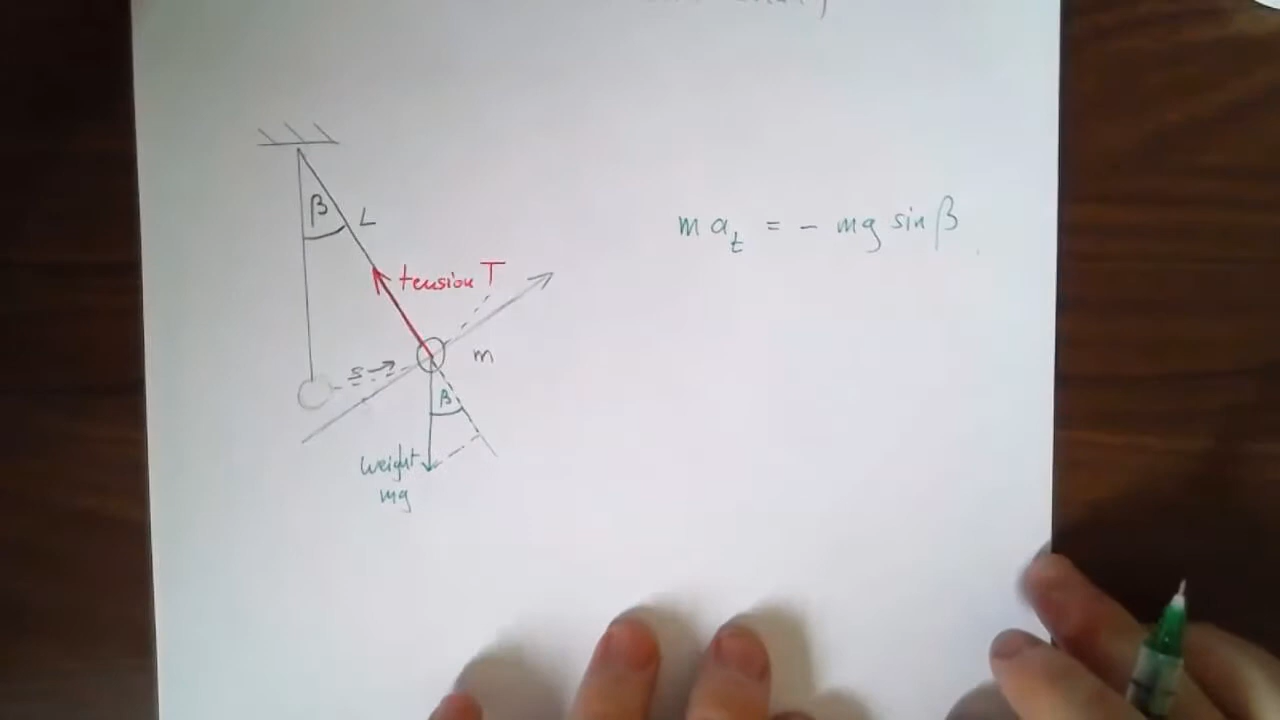 β
L
tension T
m a_t = - mg sin β
s
m
β
weight
mg